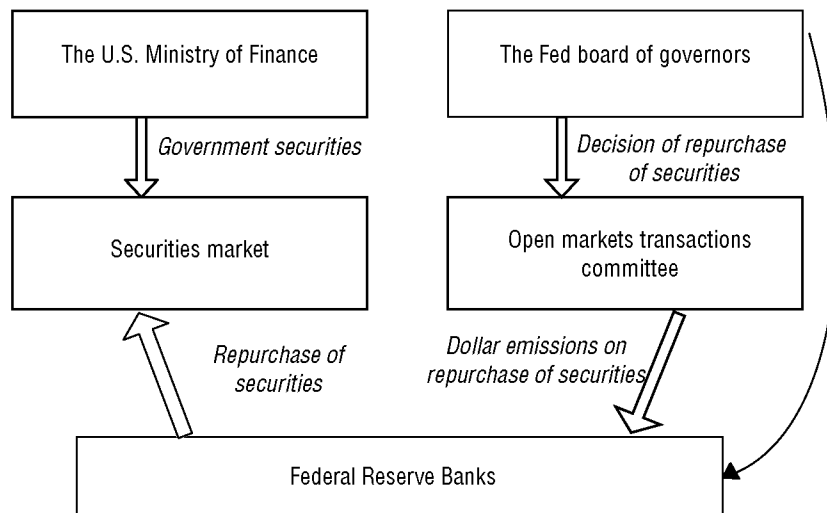 The U.S. Ministry of Finance
The Fed board of governors
Government securities
Decision of repurchase
of securities
Securities market
Open markets transactions
committee
Repurchase of
securities
Dollar emissions on
repurchase of securities
Federal Reserve Banks